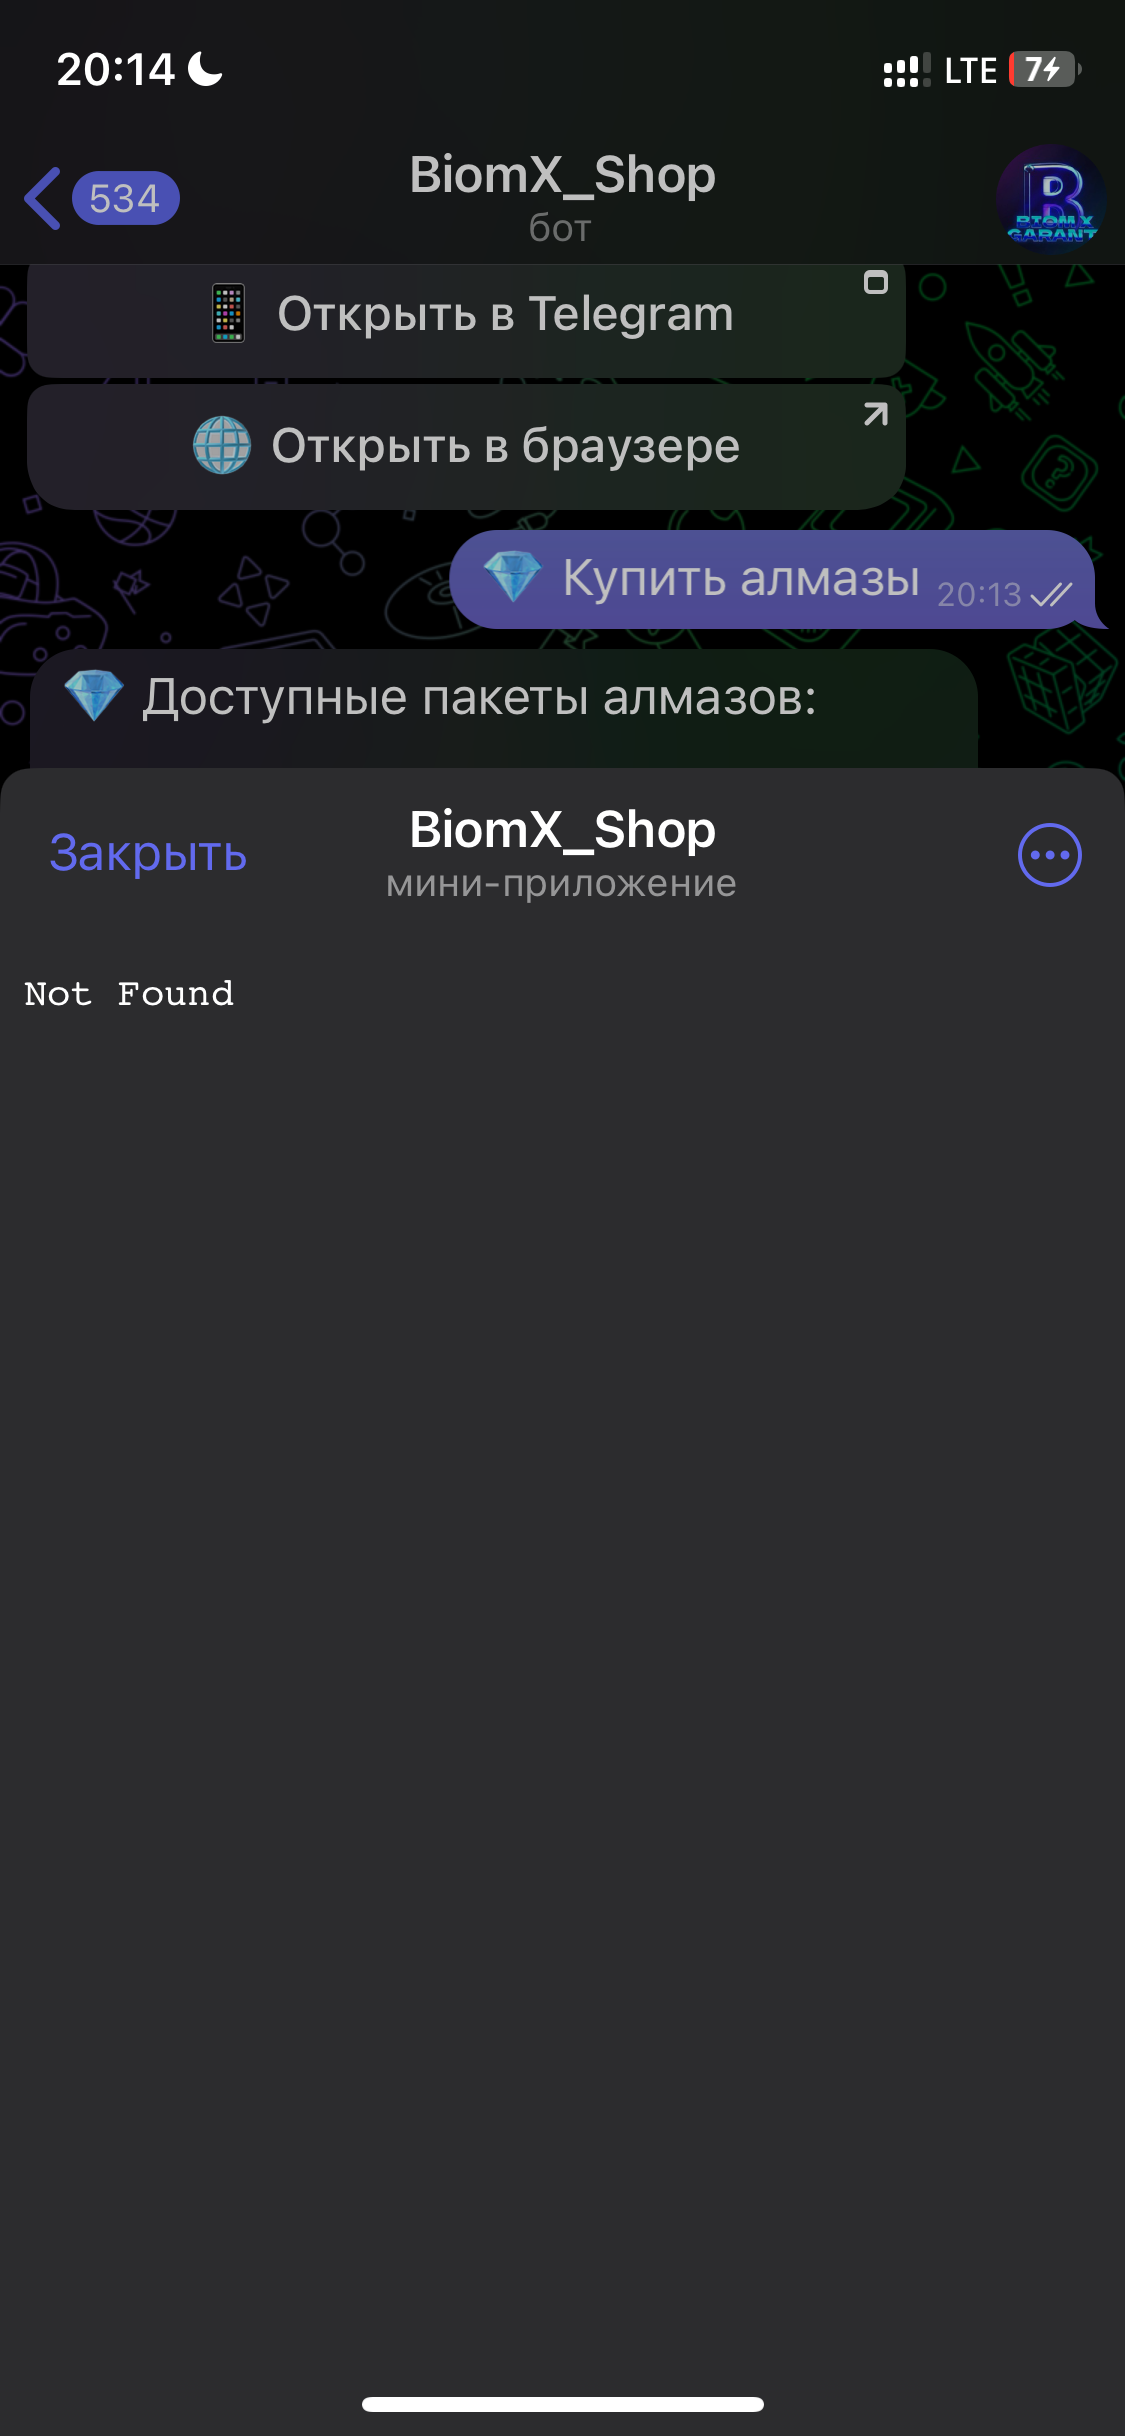 20:14
LTE
7
534
BiomX_Shop
бот
BIOM X
GARANT
Открыть в Telegram
Открыть в браузере
Купить алмазы 20:13
Доступные пакеты алмазов:
Закрыть
BiomX_Shop
мини-приложение
Not Found